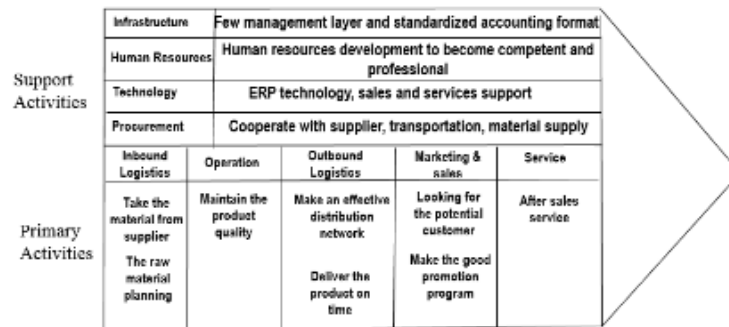 Infrastructure
Few management layer and standardized accounting format
Human Resources
Human resources development to become competent and
professional
Support
Activities
Technology
ERP technology, sales and services support
Procurement
Cooperate with supplier, transportation, material supply
Inbound
Logistics
Operation
Outbound
Logistics
Marketing &
sales
Service
Primary
Activities
Take the
material from
supplier
The raw
material
planning
Maintain the
product
quality
Make an effective
distribution
network
Deliver the
product on
time
Looking for
the potential
customer
Make the good
promotion
program
After sales
service